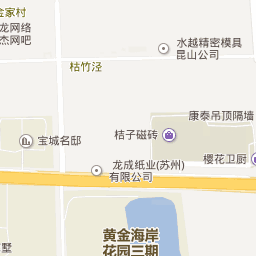 金家村
龙网络
杰网吧
水越精密模具
昆山公司
枯竹泾
康泰吊顶隔墙
宝城名邸
桔子磁砖
樱花卫厨
龙成纸业(苏州)
有限公司
黄金海岸
花园三期
墅